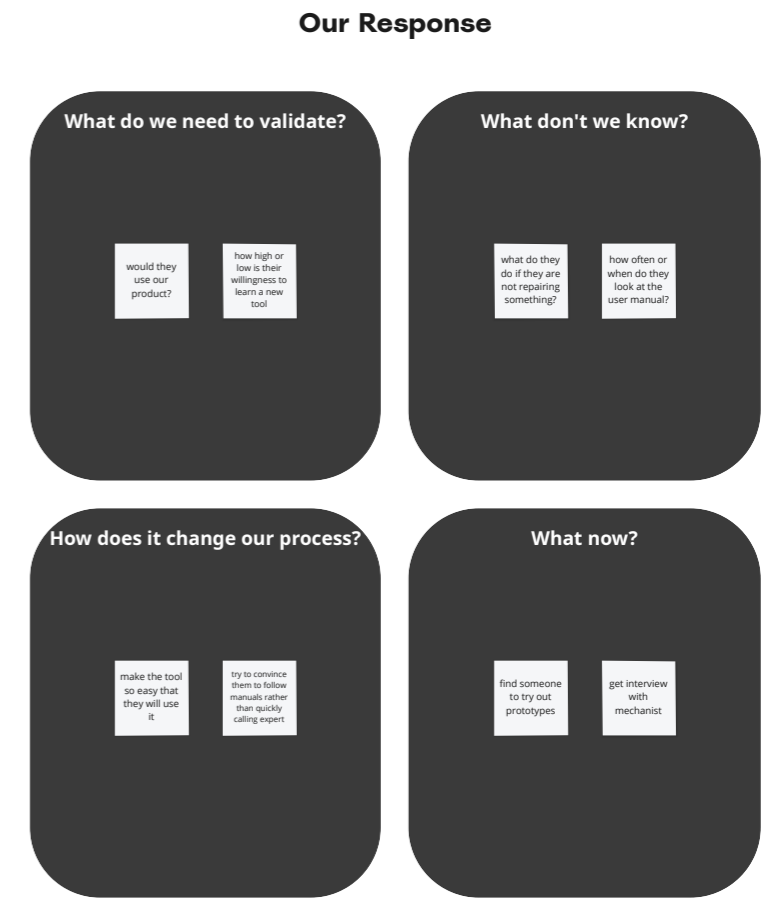 Our Response
What do we need to validate?
would they
use our
product?
how high or
low is their
willingness to
learn a new
tool
What don't we know?
what do they
do if they are
not repairing
something?
how often or
when do they
look at the
user manual?
How does it change our process?
make the tool
so easy that
they will use
it
try to convince
them to follow
manuals rather
than quickly
calling expert
What now?
find someone
to try out
prototypes
get interview
with
mechanist